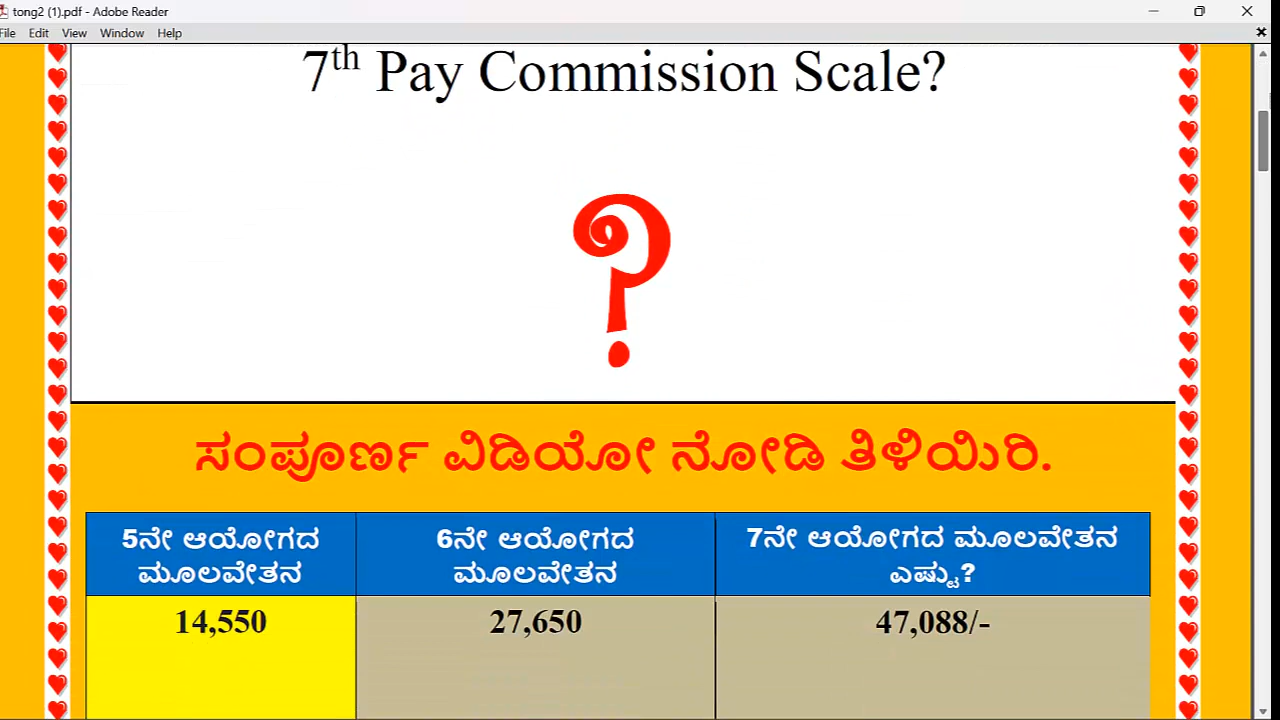 tong2 (1).pdf - Adobe Reader
File Edit View Window Help
7th Pay Commission Scale?
?
ಸಂಪೂರ್ಣ ವಿಡಿಯೋ ನೋಡಿ ತಿಳಿಯಿರಿ.
5ನೇ ಆಯೋಗದ ಮೂಲವೇತನ
6ನೇ ಆಯೋಗದ ಮೂಲವೇತನ
7ನೇ ಆಯೋಗದ ಮೂಲವೇತನ ಎಷ್ಟು?
14,550 27,650 47,088/-